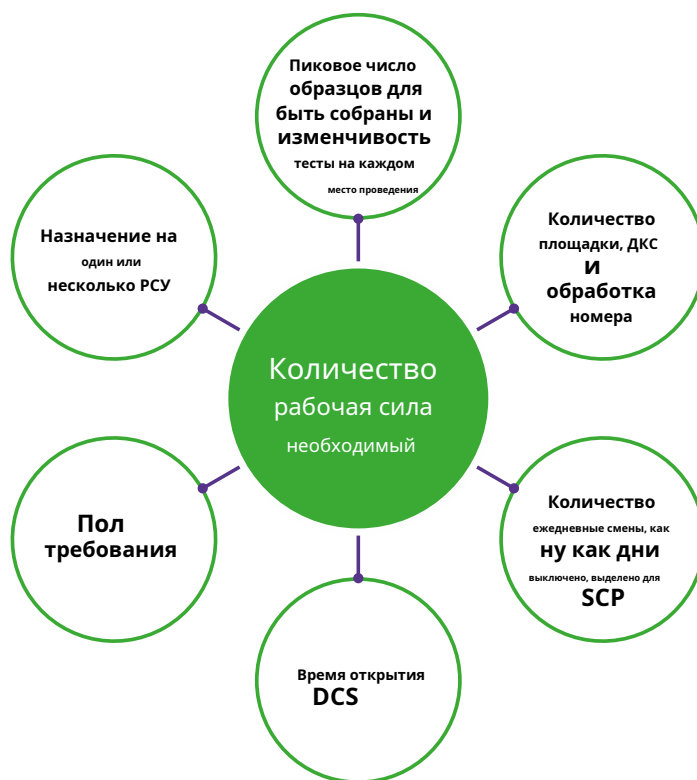 Пиковое число
образцов для
быть собраны и
изменчивость
тесты на каждом
место проведения
Назначение на
один или
несколько РСУ
Количество
площадки, ДКС
и
обработка
номера
Количество
рабочая сила
необходимый
Пол
требования
Количество
ежедневные смены, как
ну как дни
выключено, выделено для
SCP
Время открытия
DCS